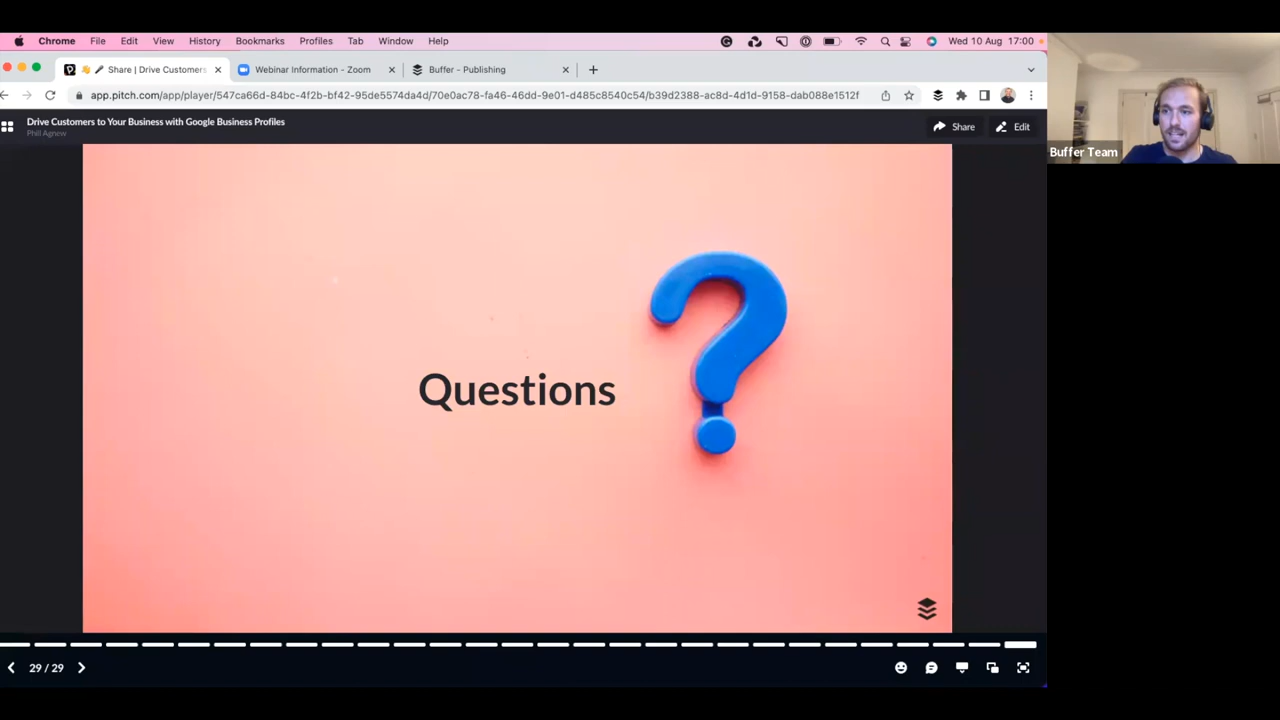 Chrome File Edit View History Bookmarks Profiles Tab Window Help Wed 10 Aug 17:00
Share | Drive Customers Webinar Information - Zoom Buffer - Publishing
app.pitch.com/app/player/547ca66d-84bc-4f2b-bf42-95de5574da4d/70e0ac78-fa46-46dd-9e01-d485c8540c54/b39d2388-ac8d-4d1d-9158-dab088e1512f
Drive Customers to Your Business with Google Business Profiles
Phill Agnew
Share Edit
Buffer Team
Questions
?
29 / 29